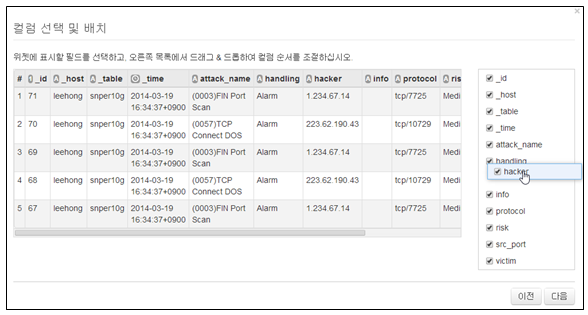 ×
컬럼 선택 및 배치
위젯에 표시할 필드를 선택하고, 오른쪽 목록에서 드래그 & 드롭하여 컬럼 순서를 조절하십시오.
# _id _host _table _time attack_name handling hacker info protocol ris
1 71 leehong snper10g 2014-03-19 (0003)FIN Port Alarm 1.234.67.14 tcp/7725 Medi
16:34:37+0900 Scan
2 70 leehong snper10g 2014-03-19 (0057)TCP Alarm 223.62.190.43 tcp/10729 Medi
16:34:37+0900 Connect DOS
3 69 leehong snper10g 2014-03-19 (0003)FIN Port Alarm 1.234.67.14 tcp/7725 Medi
16:34:37+0900 Scan
4 68 leehong snper10g 2014-03-19 (0057)TCP Alarm 223.62.190.43 tcp/10729 Medi
16:34:37+0900 Connect DOS
5 67 leehong snper10g 2014-03-19 (0003)FIN Port Alarm 1.234.67.14 tcp/7725 Medi
16:34:37+0900 Scan
_id
_host
_table
_time
attack_name
handling
hacker
info
protocol
risk
src_port
victim
이전 다음